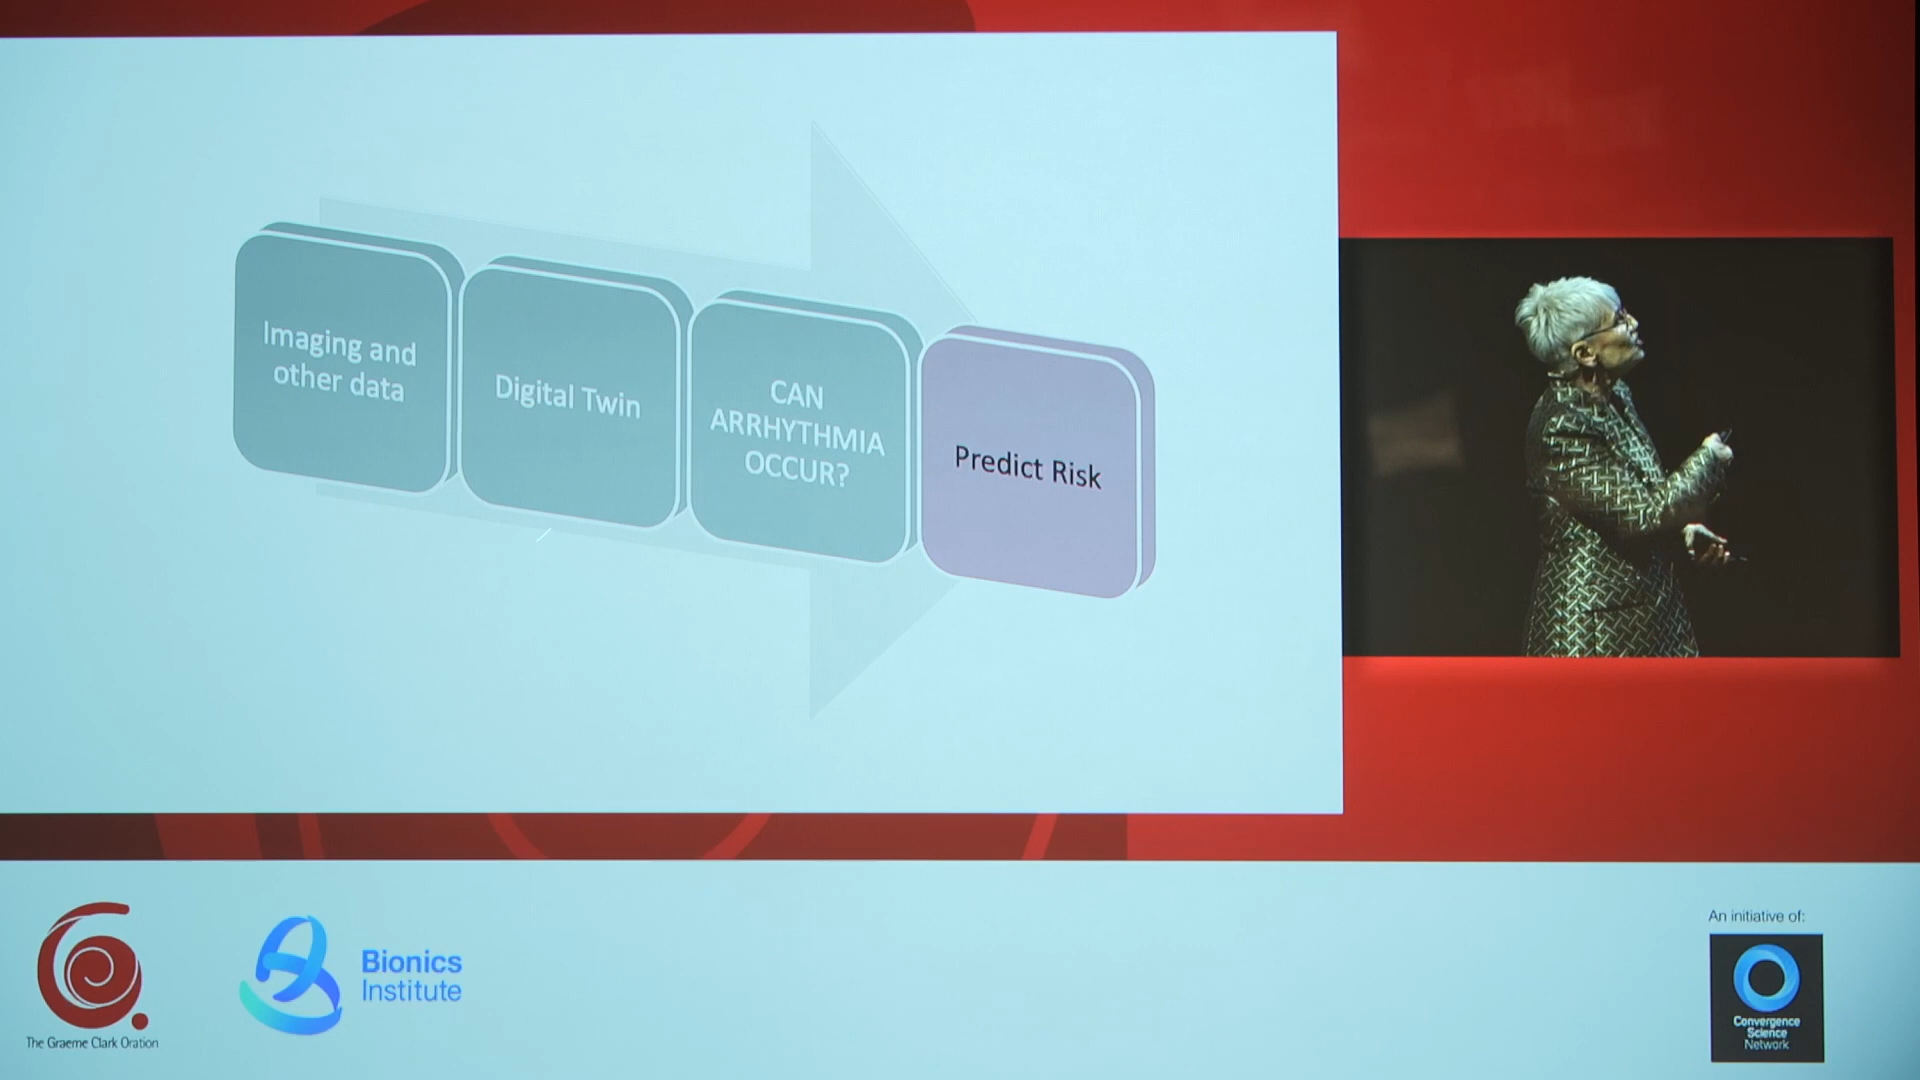 Imaging and
other data
Digital Twin
CAN
ARRHYTHMIA
OCCUR?
Predict Risk
The Graeme Clark Oration
Bionics
Institute
An initiative of:
Convergence
Science
Network